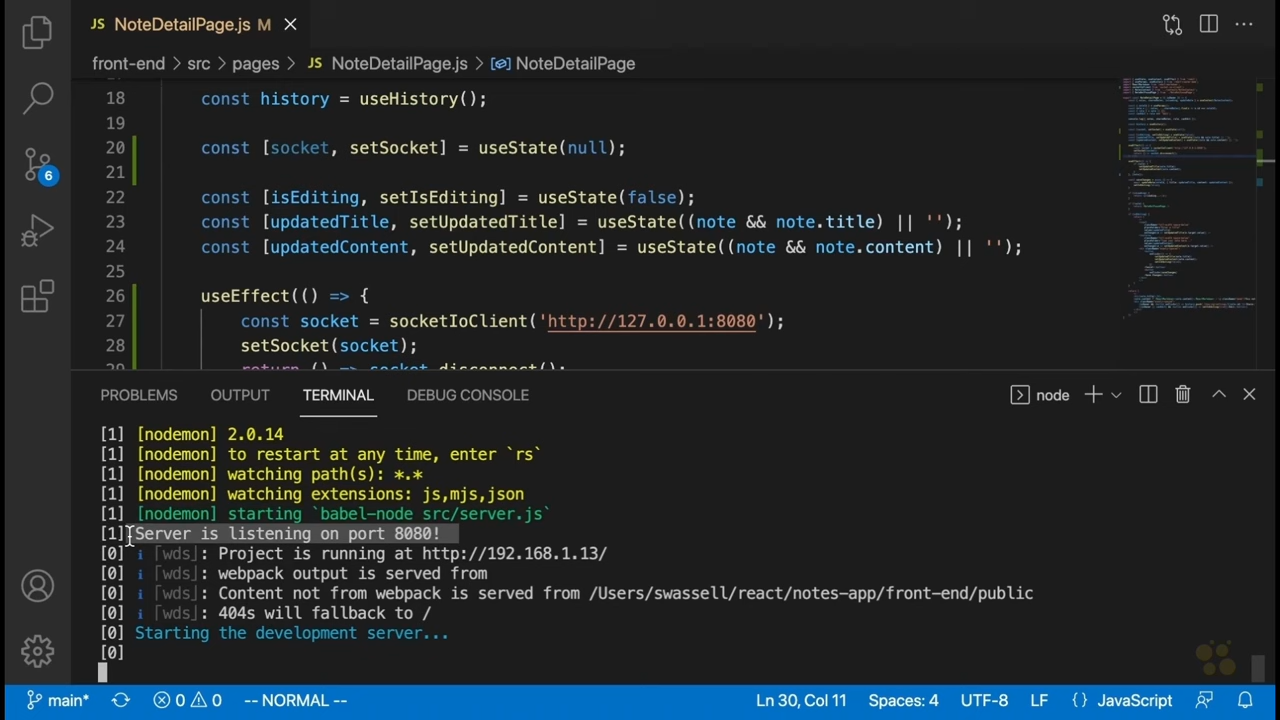 JS NoteDetailPage.js M
front-end > src > pages > JS NoteDetailPage.js > NoteDetailPage
18 const history = useHistory();
19
20 const [socket, setSocket] = useState(null);
21
22 const [isEditing, setIsEditing] = useState(false);
23 const [updatedTitle, setUpdatedTitle] = useState((note && note.title) || '');
24 const [updatedContent, setUpdatedContent] = useState((note && note.content) || '');
25
26 useEffect(() => {
27 const socket = socketIoClient('http://127.0.0.1:8080');
28 setSocket(socket);
29 return () => socket.disconnect();
6
PROBLEMS OUTPUT TERMINAL DEBUG CONSOLE node
[1] [nodemon] 2.0.14
[1] [nodemon] to restart at any time, enter `rs`
[1] [nodemon] watching path(s): *.*
[1] [nodemon] watching extensions: js,mjs,json
[1] [nodemon] starting `babel-node src/server.js`
[1] Server is listening on port 8080!
[0] ℹ ｢wds｣: Project is running at http://192.168.1.13/
[0] ℹ ｢wds｣: webpack output is served from
[0] ℹ ｢wds｣: Content not from webpack is served from /Users/swassell/react/notes-app/front-end/public
[0] ℹ ｢wds｣: 404s will fallback to /
[0] Starting the development server...
[0]
main* 0 0 -- NORMAL -- Ln 30, Col 11 Spaces: 4 UTF-8 LF {} JavaScript